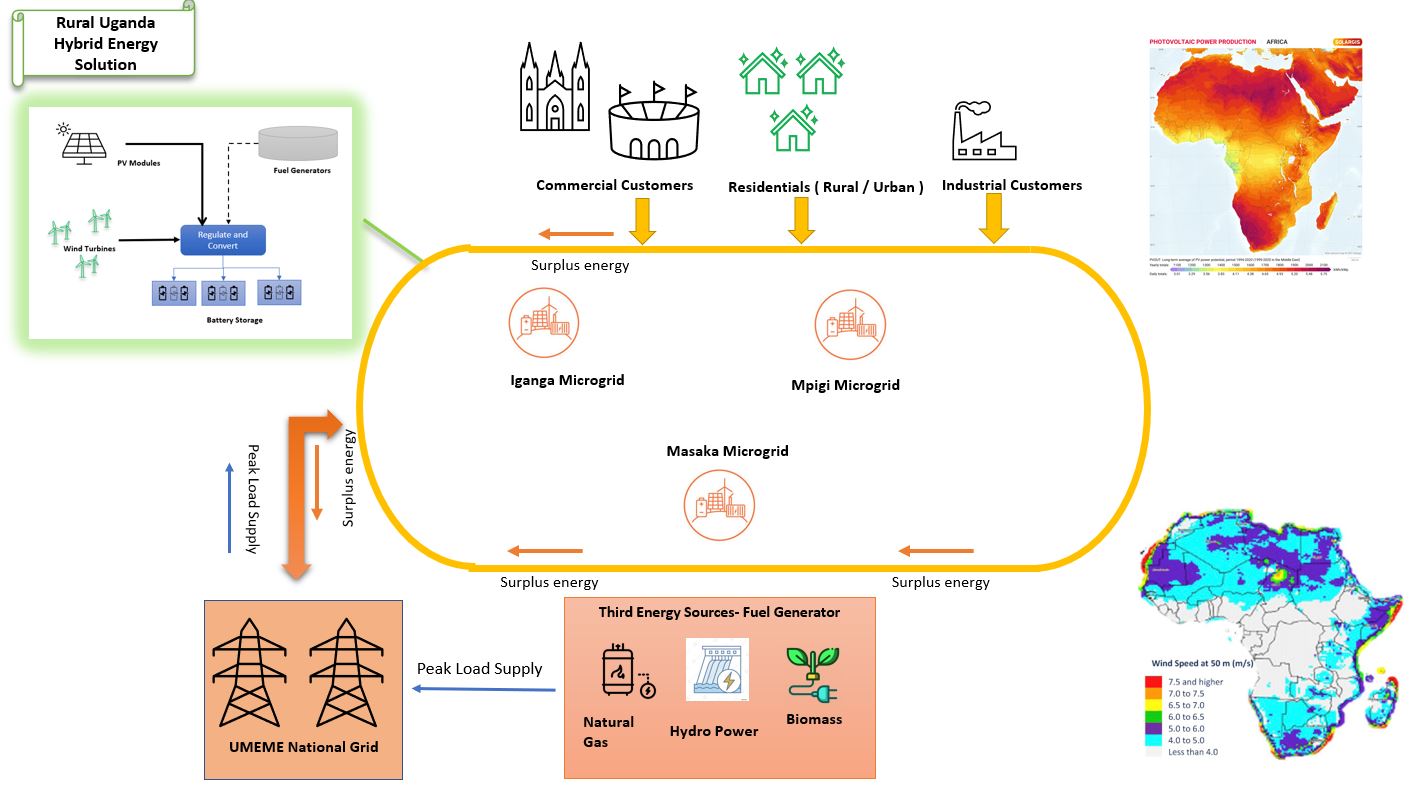 Rural Uganda
Hybrid Energy
Solution
PV Modules
Fuel Generators
Wind Turbines
Regulate and
Convert
Battery Storage
Commercial Customers
Residentials ( Rural / Urban )
Industrial Customers
Surplus energy
Iganga Microgrid
Mpigi Microgrid
Masaka Microgrid
Peak Load Supply
Surplus energy
Surplus energy
Surplus energy
UMEME National Grid
Peak Load Supply
Third Energy Sources- Fuel Generator
Natural
Gas
Hydro Power
Biomass
PHOTOVOLTAIC POWER PRODUCTION AFRICA
SOLARGIS
Wind Speed at 50 m (m/s)
7.5 and higher
7.0 to 7.5
6.5 to 7.0
6.0 to 6.5
5.0 to 6.0
4.0 to 5.0
Less than 4.0